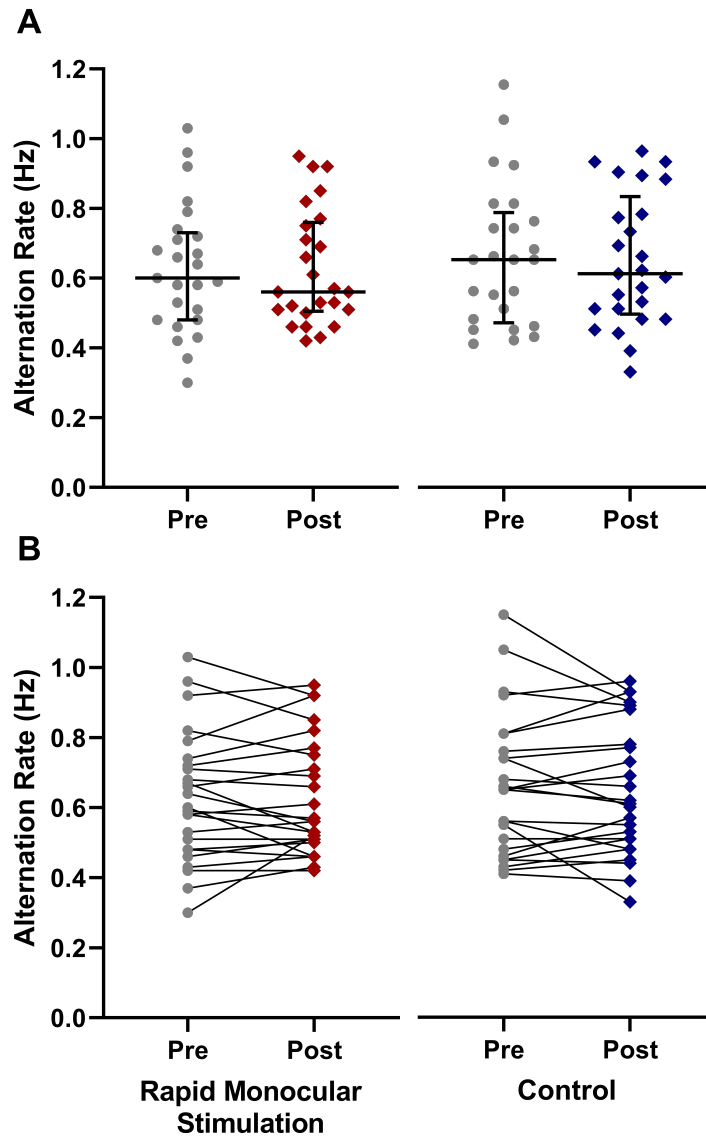 A
Alternation Rate (Hz)
1.2
1.0
0.8
0.6
0.4
0.2
0.0
Pre
Post
Pre
Post
B
Alternation Rate (Hz)
1.2
1.0
0.8
0.6
0.4
0.2
0.0
Pre
Post
Pre
Post
Rapid Monocular
Stimulation
Control